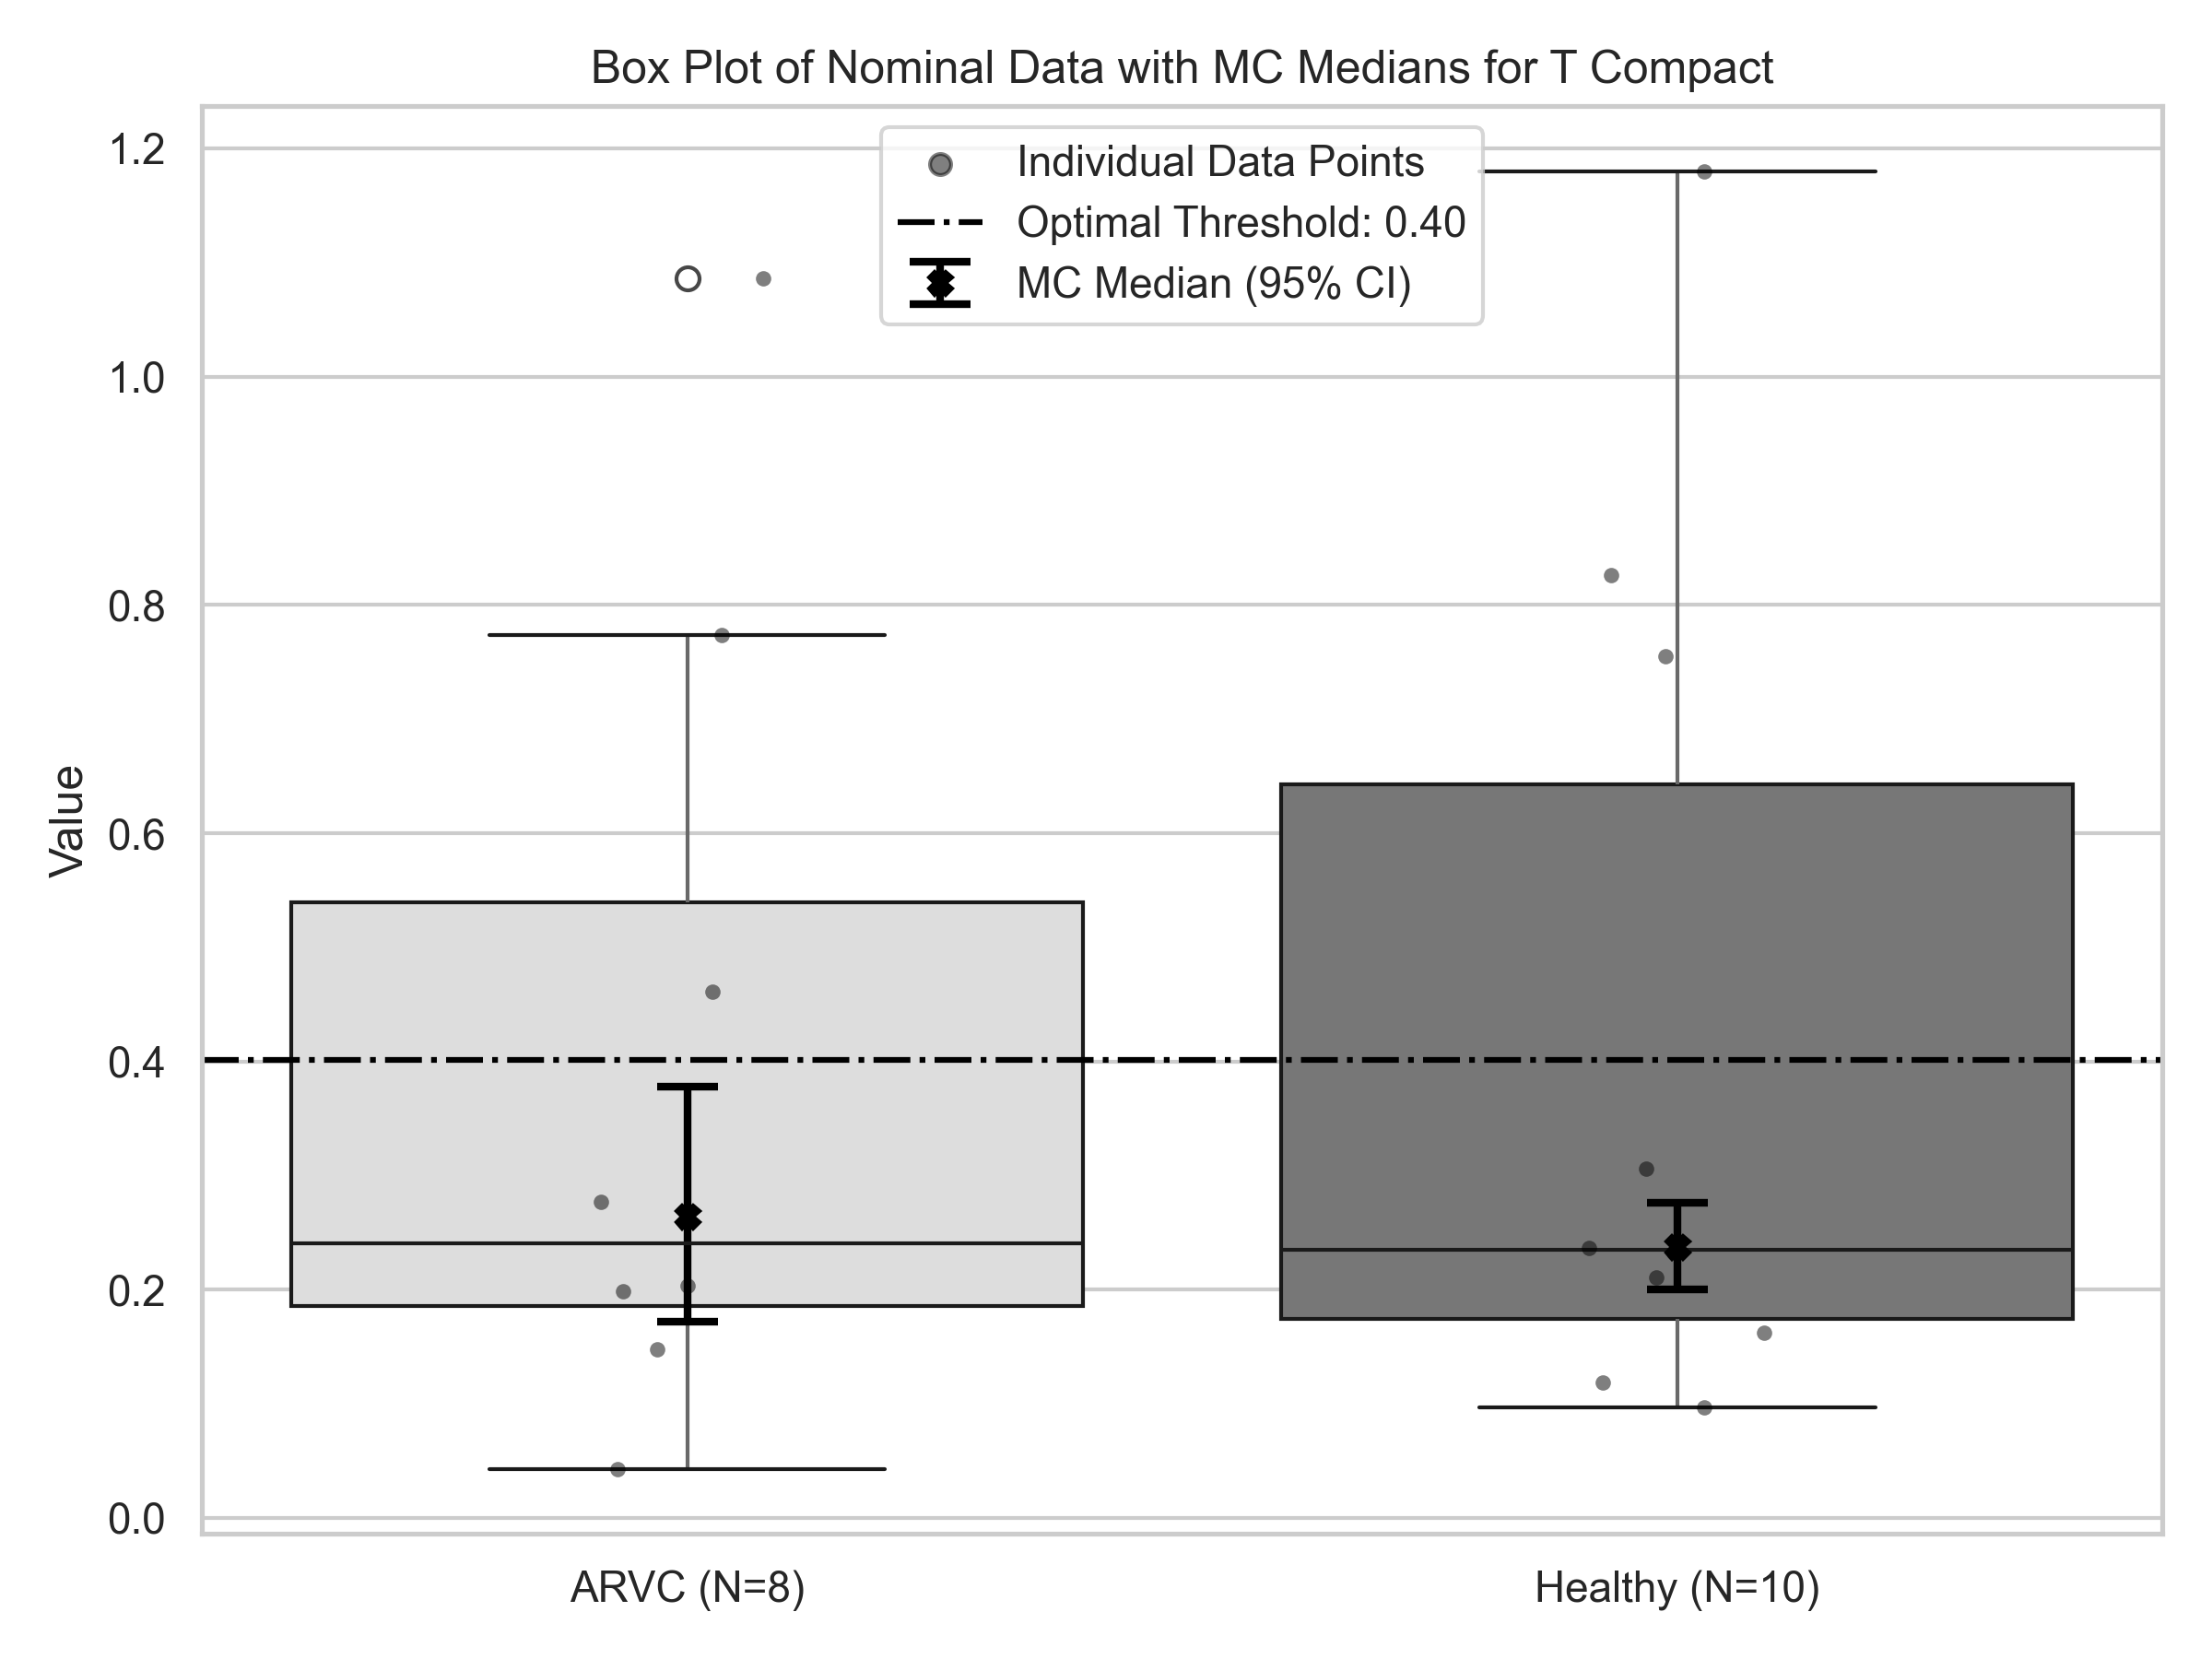 Box Plot of Nominal Data with MC Medians for T Compact
1.2
1.0
0.8
0.6
0.4
0.2
0.0
Value
Individual Data Points
Optimal Threshold: 0.40
MC Median (95% CI)
ARVC (N=8)
Healthy (N=10)